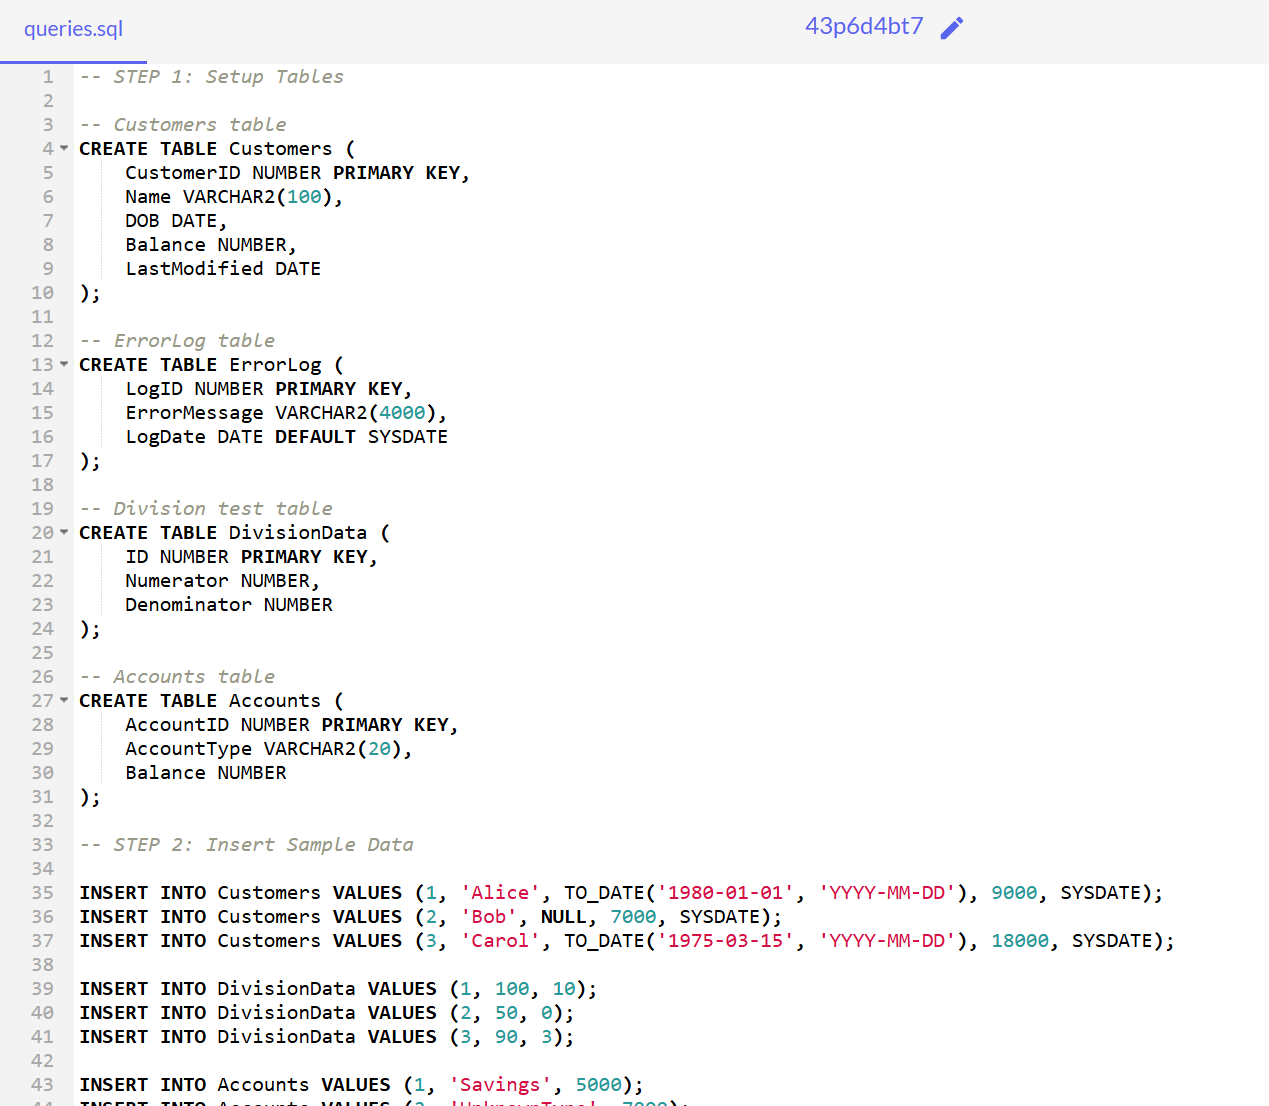 queries.sql
43p6d4bt7
1 -- STEP 1: Setup Tables
2
3 -- Customers table
4 CREATE TABLE Customers (
5 CustomerID NUMBER PRIMARY KEY,
6 Name VARCHAR2(100),
7 DOB DATE,
8 Balance NUMBER,
9 LastModified DATE
10 );
11
12 -- ErrorLog table
13 CREATE TABLE ErrorLog (
14 LogID NUMBER PRIMARY KEY,
15 ErrorMessage VARCHAR2(4000),
16 LogDate DATE DEFAULT SYSDATE
17 );
18
19 -- Division test table
20 CREATE TABLE DivisionData (
21 ID NUMBER PRIMARY KEY,
22 Numerator NUMBER,
23 Denominator NUMBER
24 );
25
26 -- Accounts table
27 CREATE TABLE Accounts (
28 AccountID NUMBER PRIMARY KEY,
29 AccountType VARCHAR2(20),
30 Balance NUMBER
31 );
32
33 -- STEP 2: Insert Sample Data
34
35 INSERT INTO Customers VALUES (1, 'Alice', TO_DATE('1980-01-01', 'YYYY-MM-DD'), 9000, SYSDATE);
36 INSERT INTO Customers VALUES (2, 'Bob', NULL, 7000, SYSDATE);
37 INSERT INTO Customers VALUES (3, 'Carol', TO_DATE('1975-03-15', 'YYYY-MM-DD'), 18000, SYSDATE);
38
39 INSERT INTO DivisionData VALUES (1, 100, 10);
40 INSERT INTO DivisionData VALUES (2, 50, 0);
41 INSERT INTO DivisionData VALUES (3, 90, 3);
42
43 INSERT INTO Accounts VALUES (1, 'Savings', 5000);
44 INSERT INTO Accounts VALUES (2, 'UnknownType', 7000);